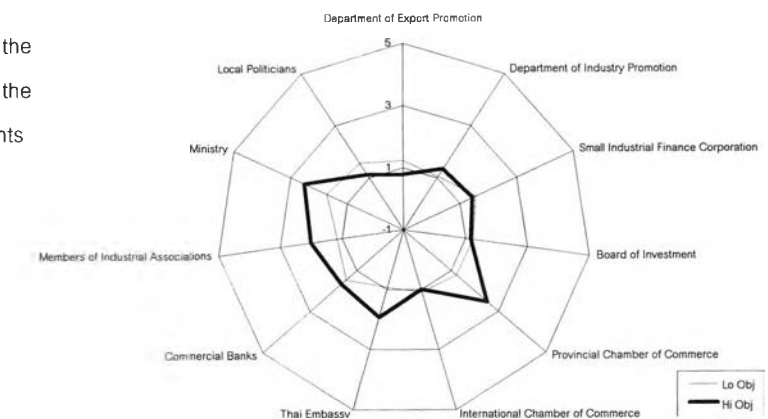 the
the
nts
Department of Export Promotion
Department of Industry Promotion
Small Industrial Finance Corporation
Board of Investment
Provincial Chamber of Commerce
International Chamber of Commerce
Thai Embassy
Commercial Banks
Members of Industrial Associations
Ministry
Local Politicians
5
3
1
-1
Lo Obj
Hi Obj